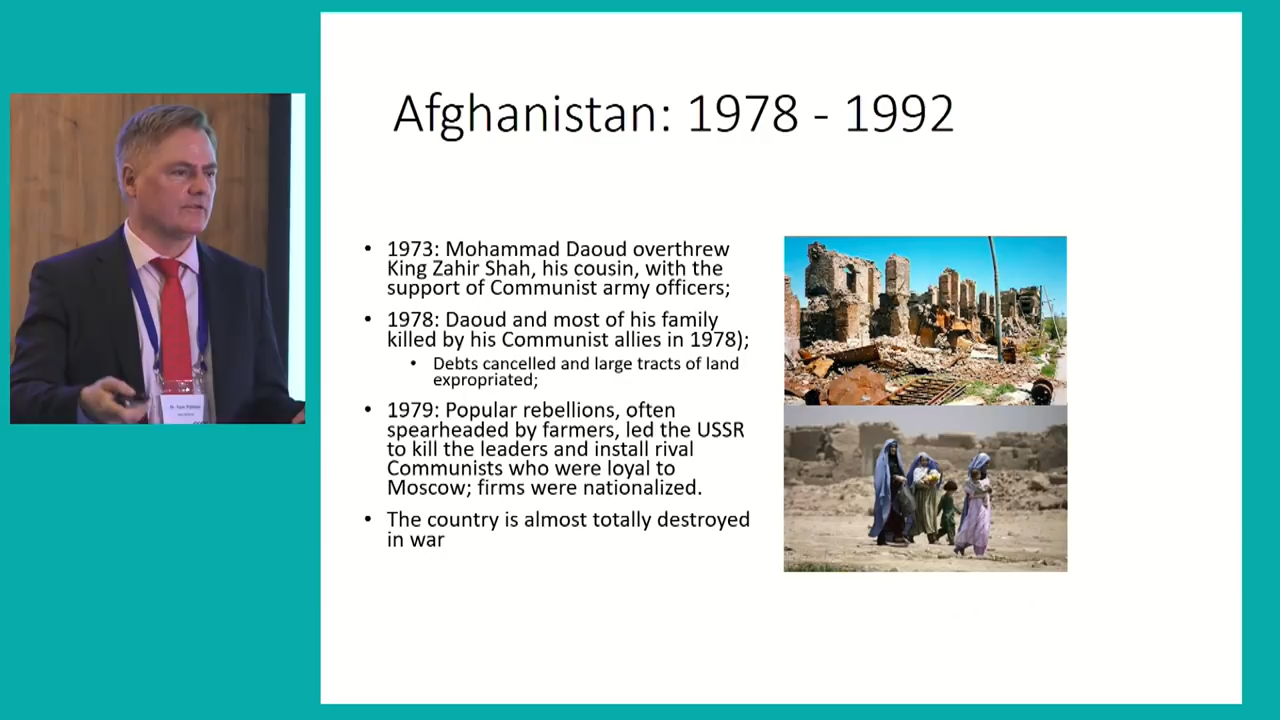 Afghanistan: 1978 - 1992
• 1973: Mohammad Daoud overthrew
King Zahir Shah, his cousin, with the
support of Communist army officers;
• 1978: Daoud and most of his family
killed by his Communist allies in 1978);
• Debts cancelled and large tracts of land
expropriated;
• 1979: Popular rebellions, often
spearheaded by farmers, led the USSR
to kill the leaders and install rival
Communists who were loyal to
Moscow; firms were nationalized.
• The country is almost totally destroyed
in war